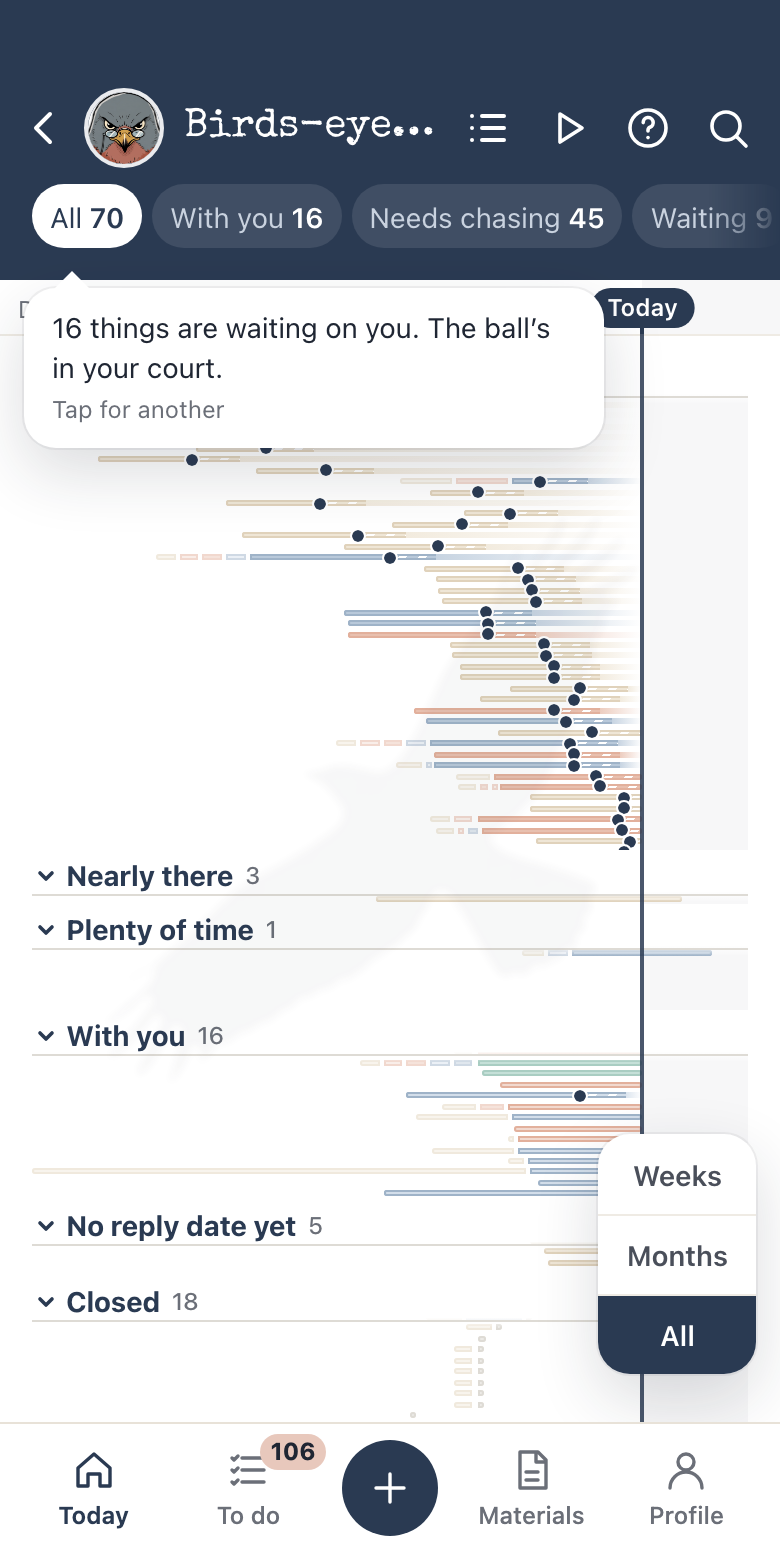 Birds-eye...
All 70
With you 16
Needs chasing 45
Waiting 9
Today
16 things are waiting on you. The ball’s
in your court.
Tap for another
Nearly there 3
Plenty of time 1
With you 16
No reply date yet 5
Closed 18
Weeks
Months
All
106
Today
To do
Materials
Profile